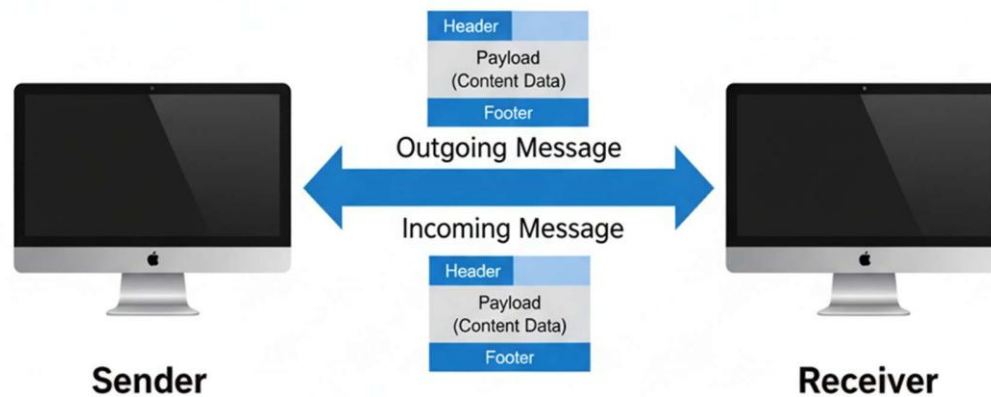 Header
Payload
(Content Data)
Footer
Outgoing Message
Incoming Message
Header
Payload
(Content Data)
Footer
Sender
Receiver